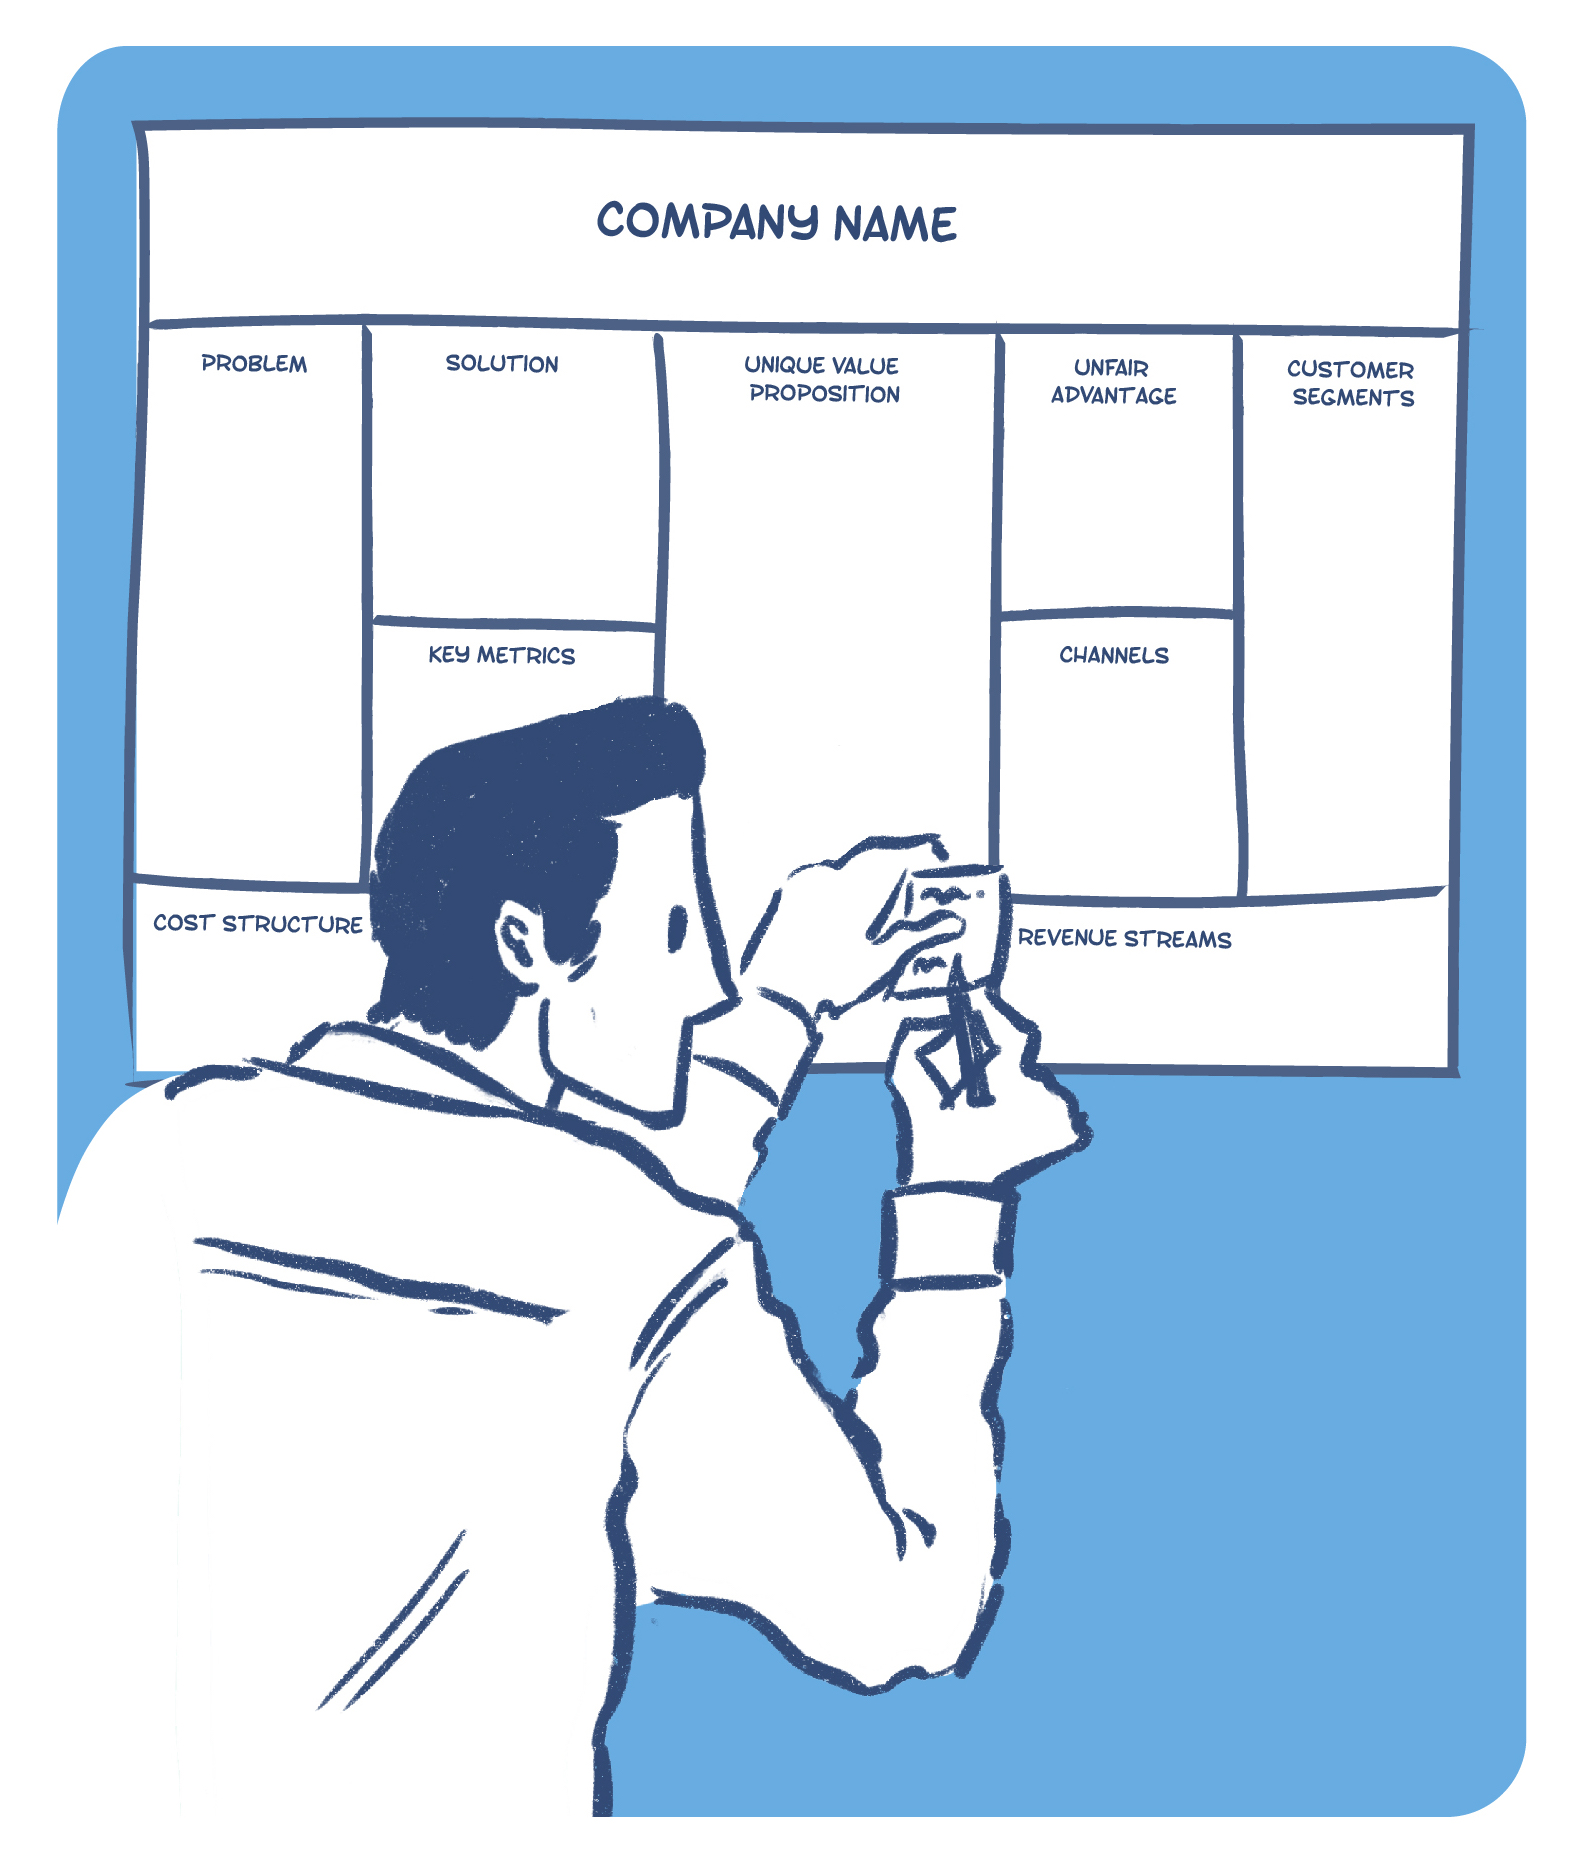 COMPANY NAME
PROBLEM
SOLUTION
UNIQUE VALUE
PROPOSITION
UNFAIR
ADVANTAGE
CUSTOMER
SEGMENTS
KEY METRICS
CHANNELS
COST STRUCTURE
REVENUE STREAMS